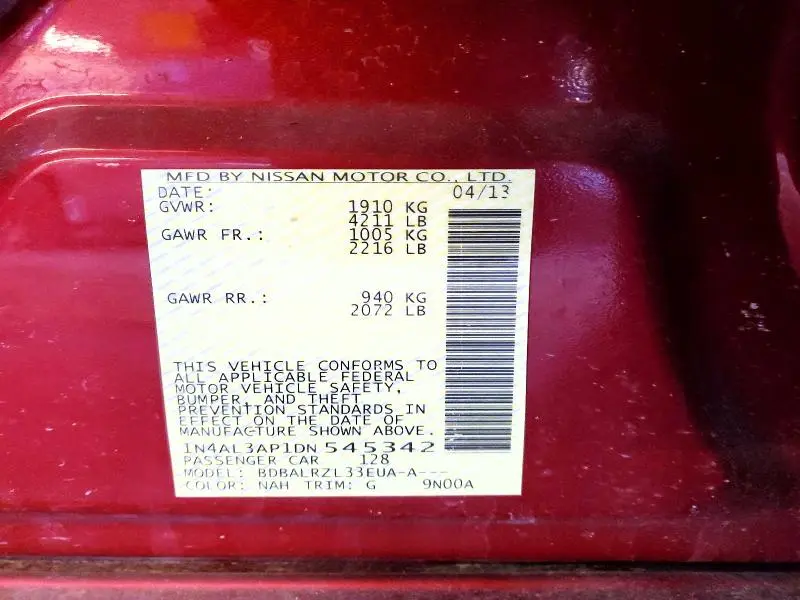 MFD BY NISSAN MOTOR CO., LTD.
DATE: 04/13
GVWR: 1910 KG
4211 LB
GAWR FR.: 1005 KG
2216 LB
GAWR RR.: 940 KG
2072 LB
THIS VEHICLE CONFORMS TO
ALL APPLICABLE FEDERAL
MOTOR VEHICLE SAFETY,
BUMPER, AND THEFT
PREVENTION STANDARDS IN
EFFECT ON THE DATE OF
MANUFACTURE SHOWN ABOVE.
1N4AL3AP1DN 545342
PASSENGER CAR 128
MODEL: BDBALRZL33EUA-A---
COLOR: NAH TRIM: G 9N00A